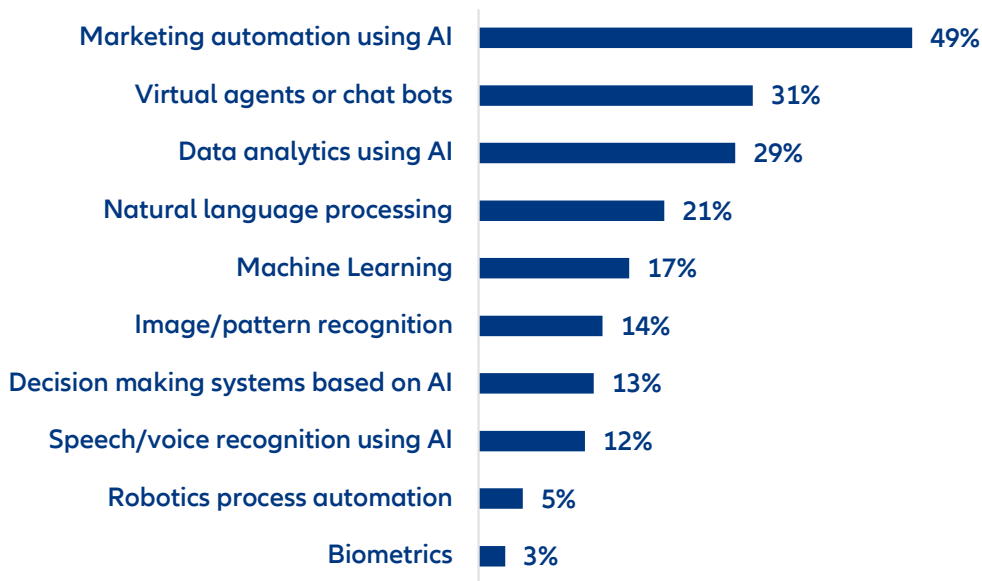 Marketing automation using AI 49%
Virtual agents or chat bots 31%
Data analytics using AI 29%
Natural language processing 21%
Machine Learning 17%
Image/pattern recognition 14%
Decision making systems based on AI 13%
Speech/voice recognition using AI 12%
Robotics process automation 5%
Biometrics 3%